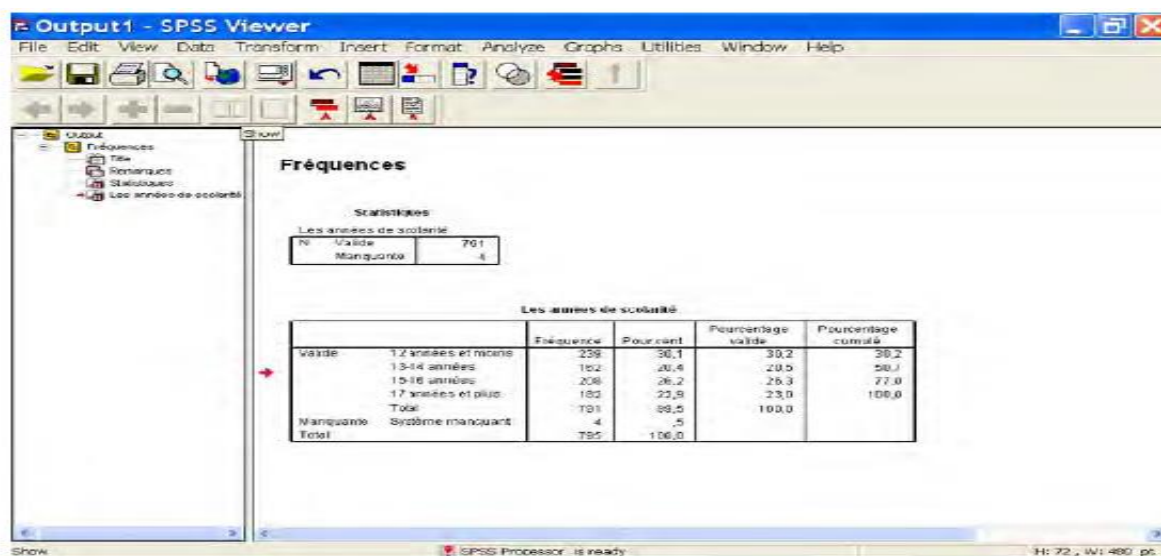 Output1 - SPSS Viewer
File Edit View Data Transform Insert Format Analyze Graphs Utilities Window Help
Output
Show
Fréquences
Title
Remarques
Statistiques
Les années de scolarité
Fréquences
Statistiques
Les années de scolarité
N Valide 791
Manquante 4
Les années de scolarité
Fréquence Pour cent Pourcentage valide Pourcentage cumulé
Valide 12 années et moins 239 30,1 30,2 30,2
13-14 années 162 20,4 20,5 50,7
15-16 années 208 26,2 26,3 77,0
17 années et plus 182 22,9 23,0 100,0
Total 791 99,5 100,0
Manquante Système manquant 4 ,5
Total 795 100,0
Show
SPSS Processor is ready
H: 72 , W: 480 pt.